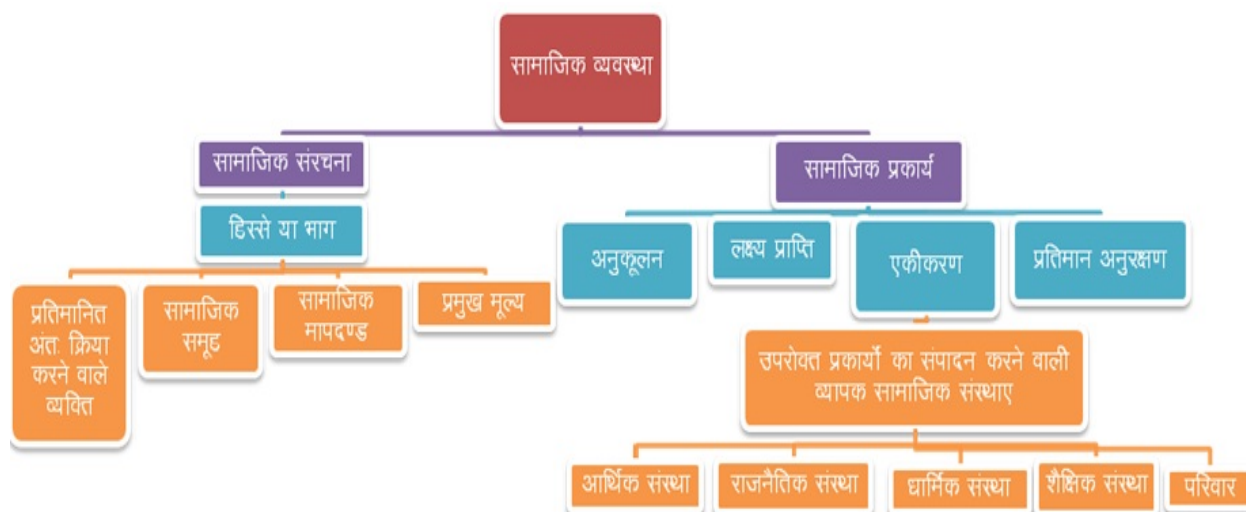 सामाजिक व्यवस्था
सामाजिक संरचना
सामाजिक प्रकार्य
हिस्से या भाग
अनुकूलन
लक्ष्य प्राप्ति
एकीकरण
प्रतिमान अनुरक्षण
प्रतिमानित
अंतः क्रिया
करने वाले
व्यक्ति
सामाजिक
समूह
सामाजिक
मापदण्ड
प्रमुख मूल्य
उपरोक्त प्रकार्यो का संपादन करने वाली
व्यापक सामाजिक संस्थाए
आर्थिक संस्था
राजनैतिक संस्था
धार्मिक संस्था
शैक्षिक संस्था
परिवार